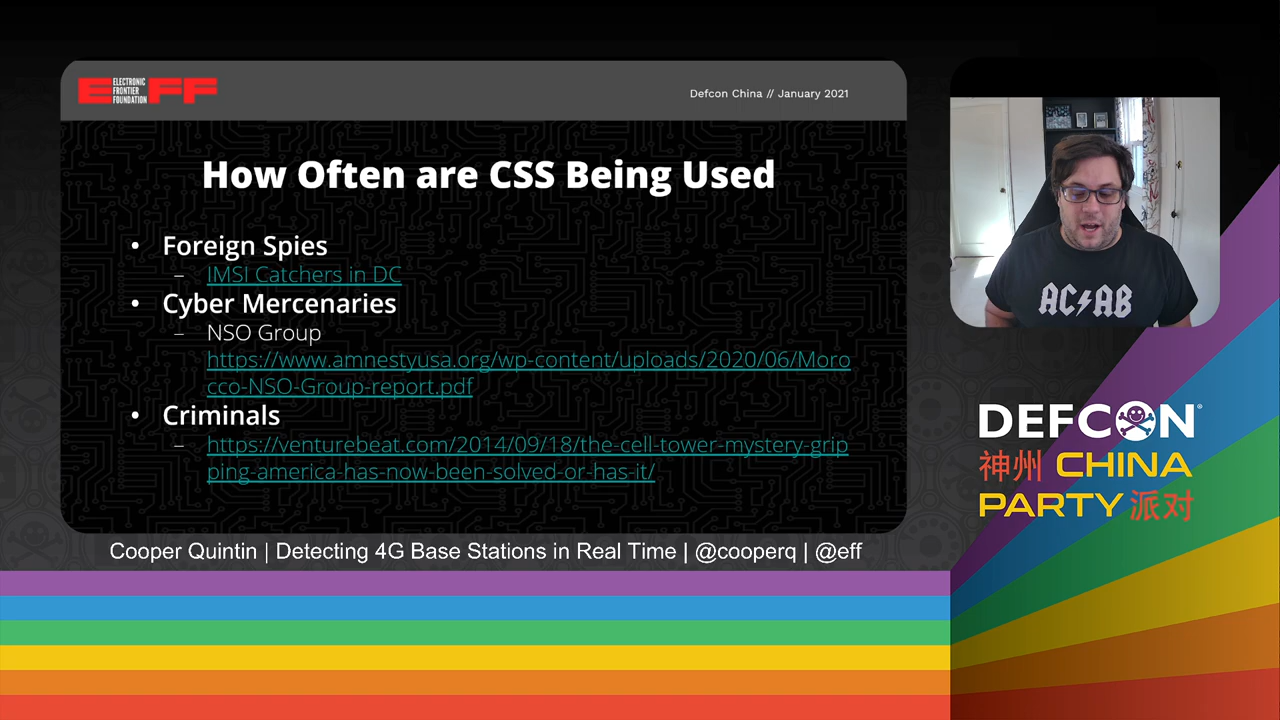 EFF
ELECTRONIC
FRONTIER
FOUNDATION
Defcon China // January 2021
How Often are CSS Being Used
• Foreign Spies
– IMSI Catchers in DC
• Cyber Mercenaries
– NSO Group
https://www.amnestyusa.org/wp-content/uploads/2020/06/Moro
cco-NSO-Group-report.pdf
• Criminals
– https://venturebeat.com/2014/09/18/the-cell-tower-mystery-grip
ping-america-has-now-been-solved-or-has-it/
Cooper Quintin | Detecting 4G Base Stations in Real Time | @cooperq | @eff
AC⚡AB
DEFCON®
神州 CHINA
PARTY 派对